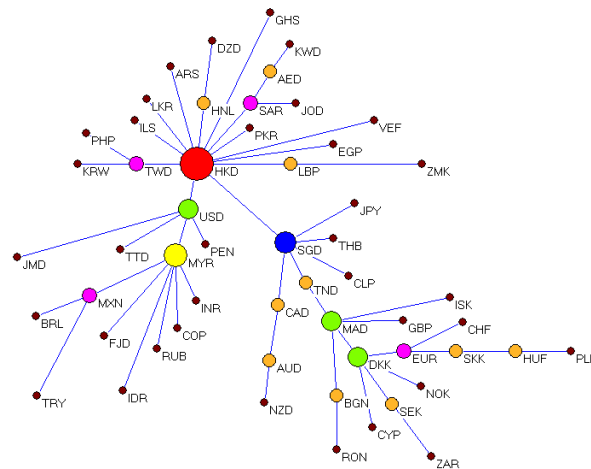 GHS
DZD
KWD
ARS
AED
LKR
HNL
SAR
JOD
ILS
PKR
VEF
PHP
EGP
KRW
TWD
HKD
LBP
ZMK
JPY
USD
THB
PEN
SGD
TTD
JMD
MYR
CLP
TND
MXN
INR
CAD
ISK
BRL
COP
MAD
GBP
CHF
FJD
RUB
DKK
EUR
SKK
HUF
PL
AUD
TRY
IDR
NOK
NZD
BGN
SEK
CYP
RON
ZAR